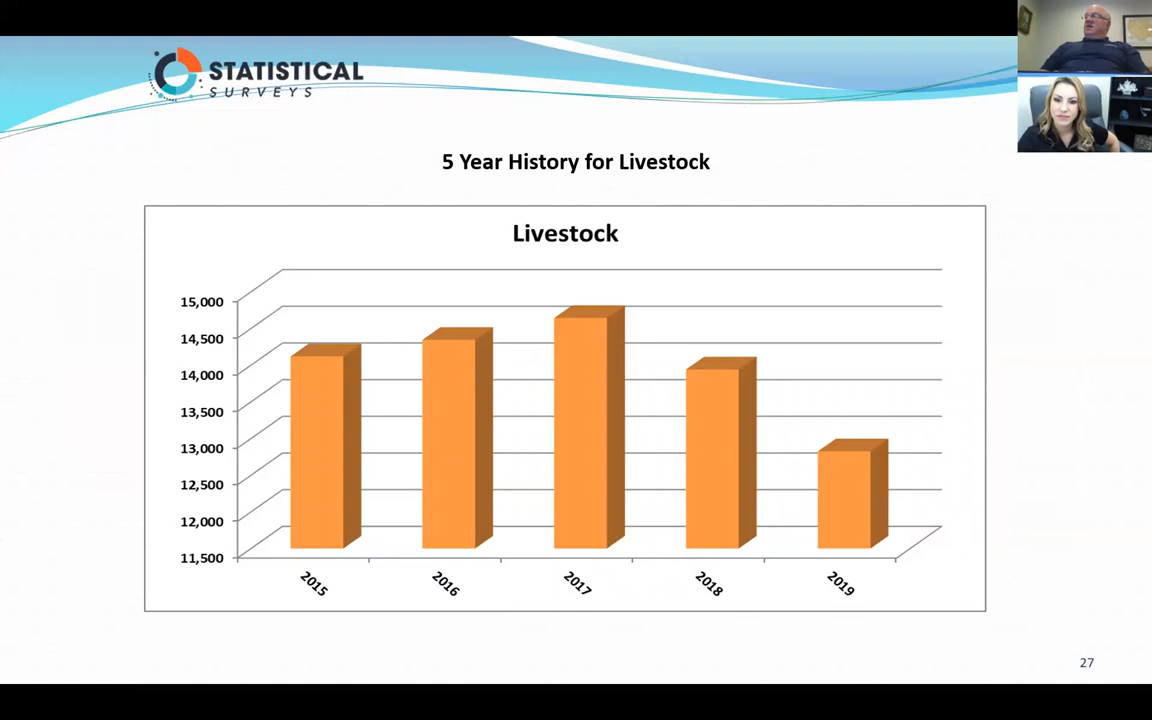 STATISTICAL
SURVEYS
5 Year History for Livestock
Livestock
15,000
14,500
14,000
13,500
13,000
12,500
12,000
11,500
2015 2016 2017 2018 2019
27